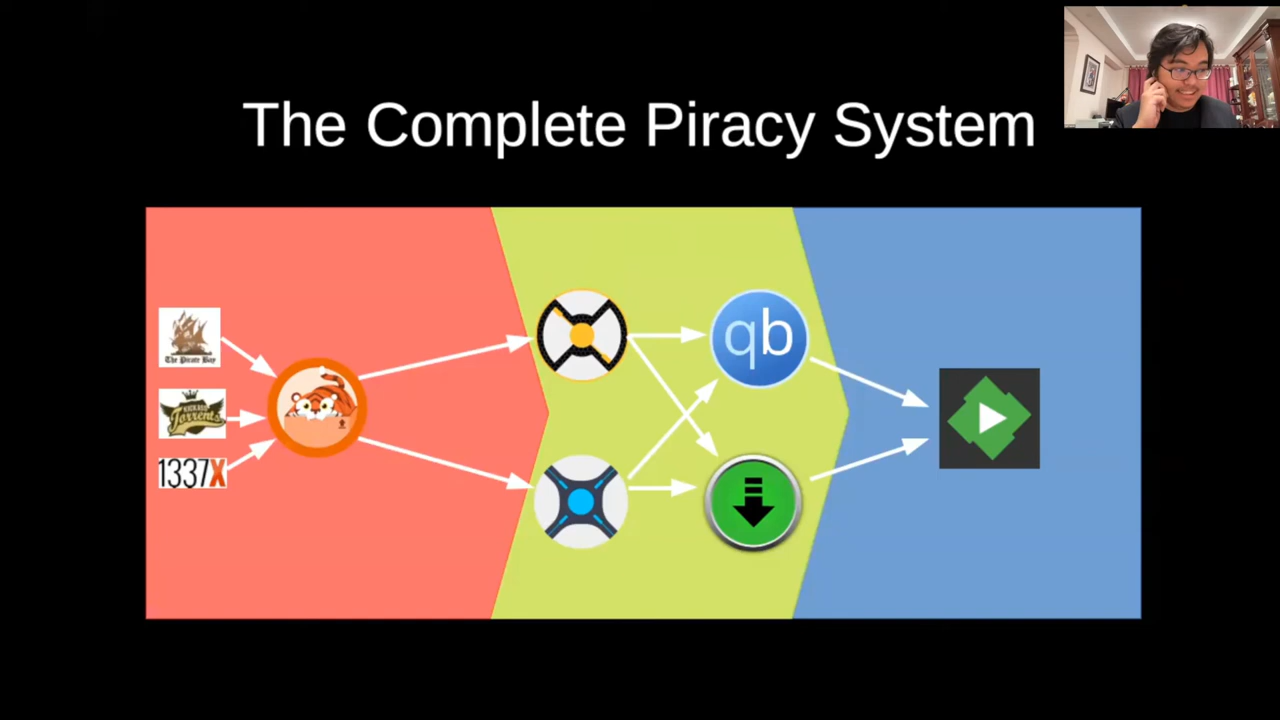 The Complete Piracy System
The Pirate Bay
KICKASS
Torrents
1337X
qb